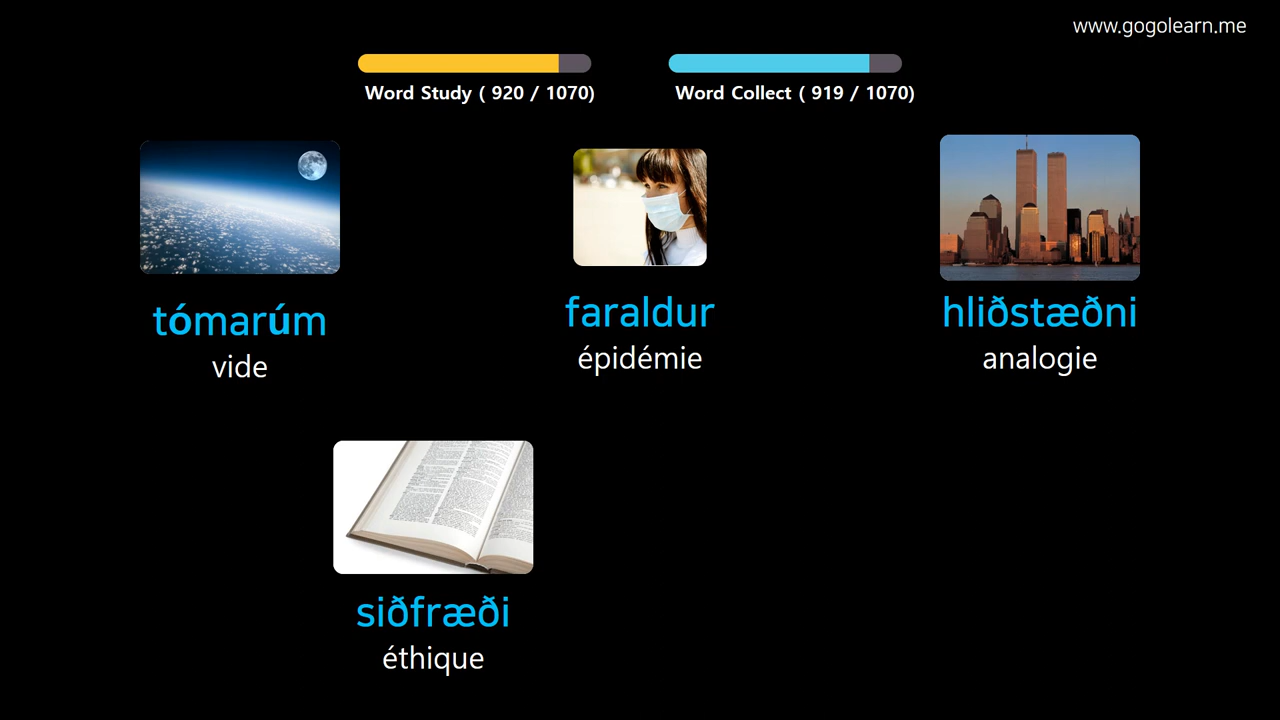 www.gogolearn.me
Word Study ( 920 / 1070)
Word Collect ( 919 / 1070)
tómarúm
vide
faraldur
épidémie
hliðstæðni
analogie
siðfræði
éthique